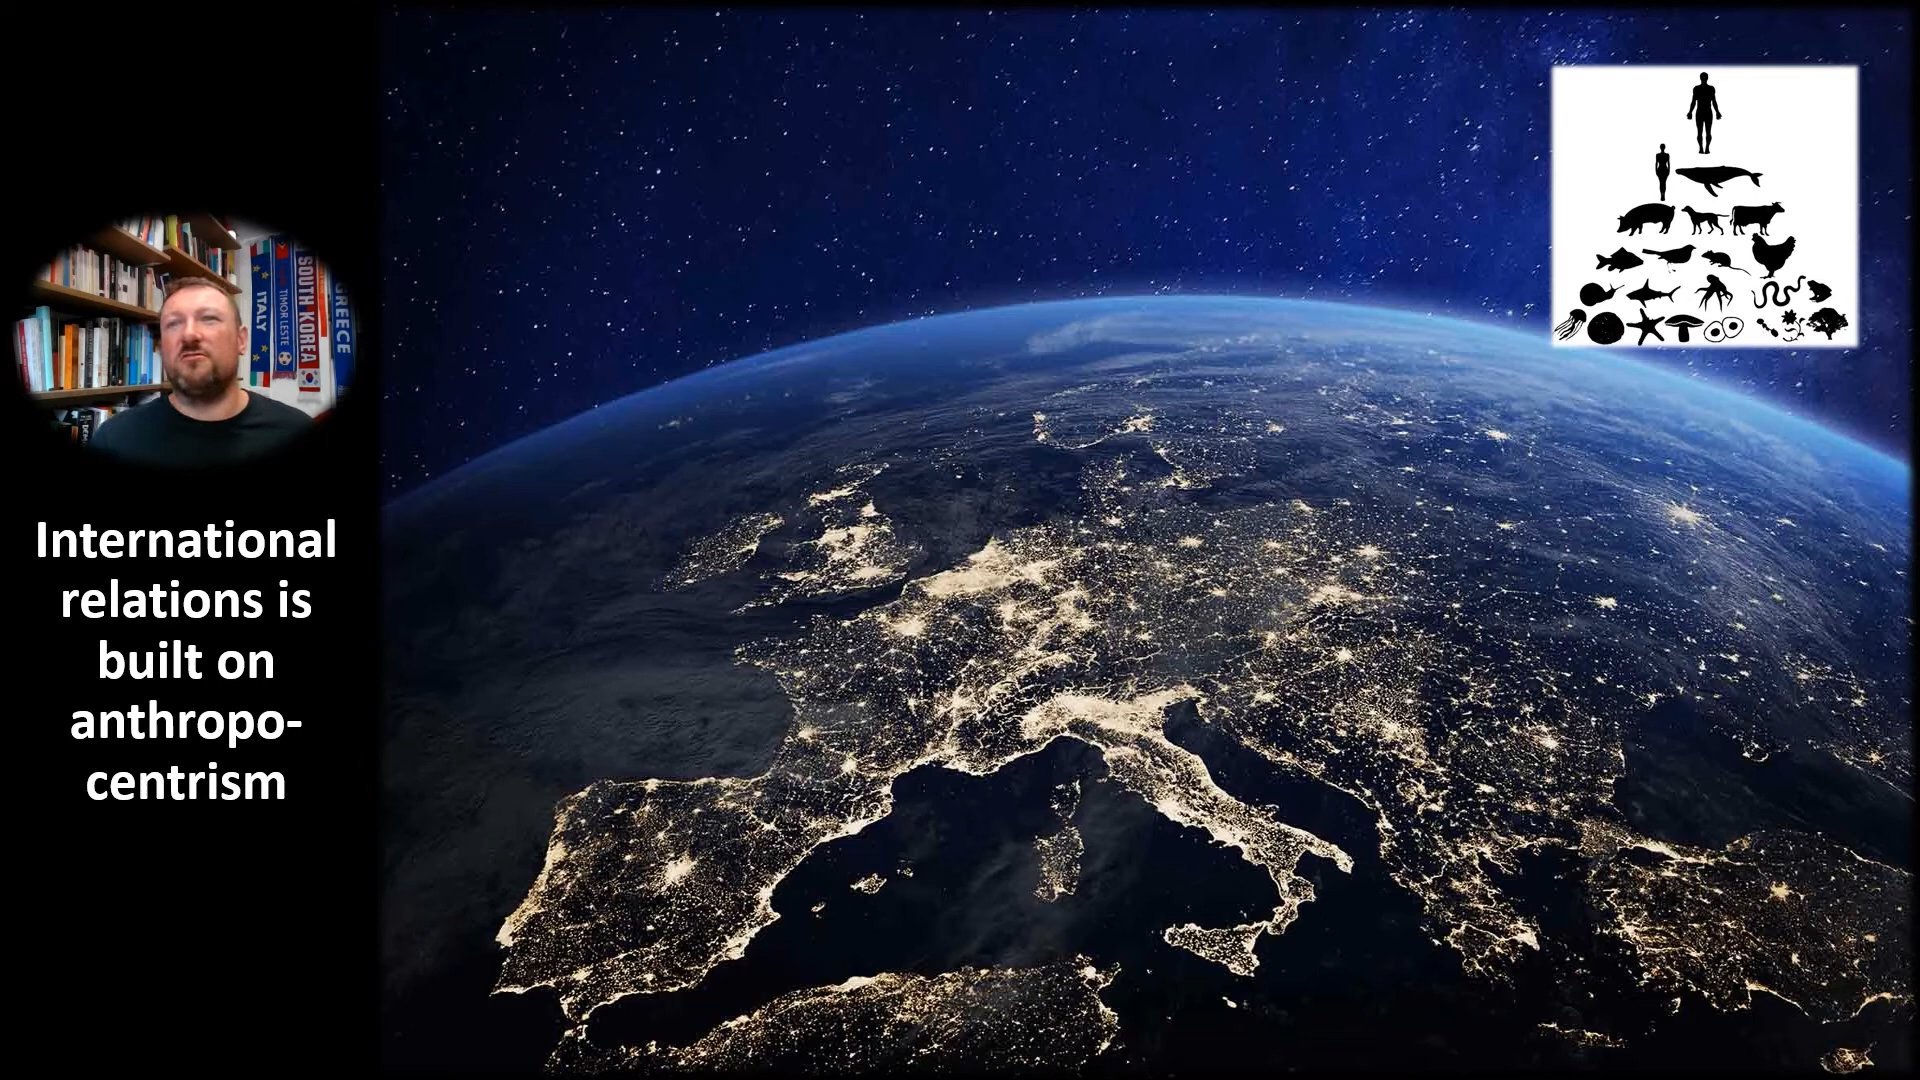 ITALY
TIMOR LESTE
SOUTH KOREA
GREECE
International
relations is
built on
anthropo-
centrism